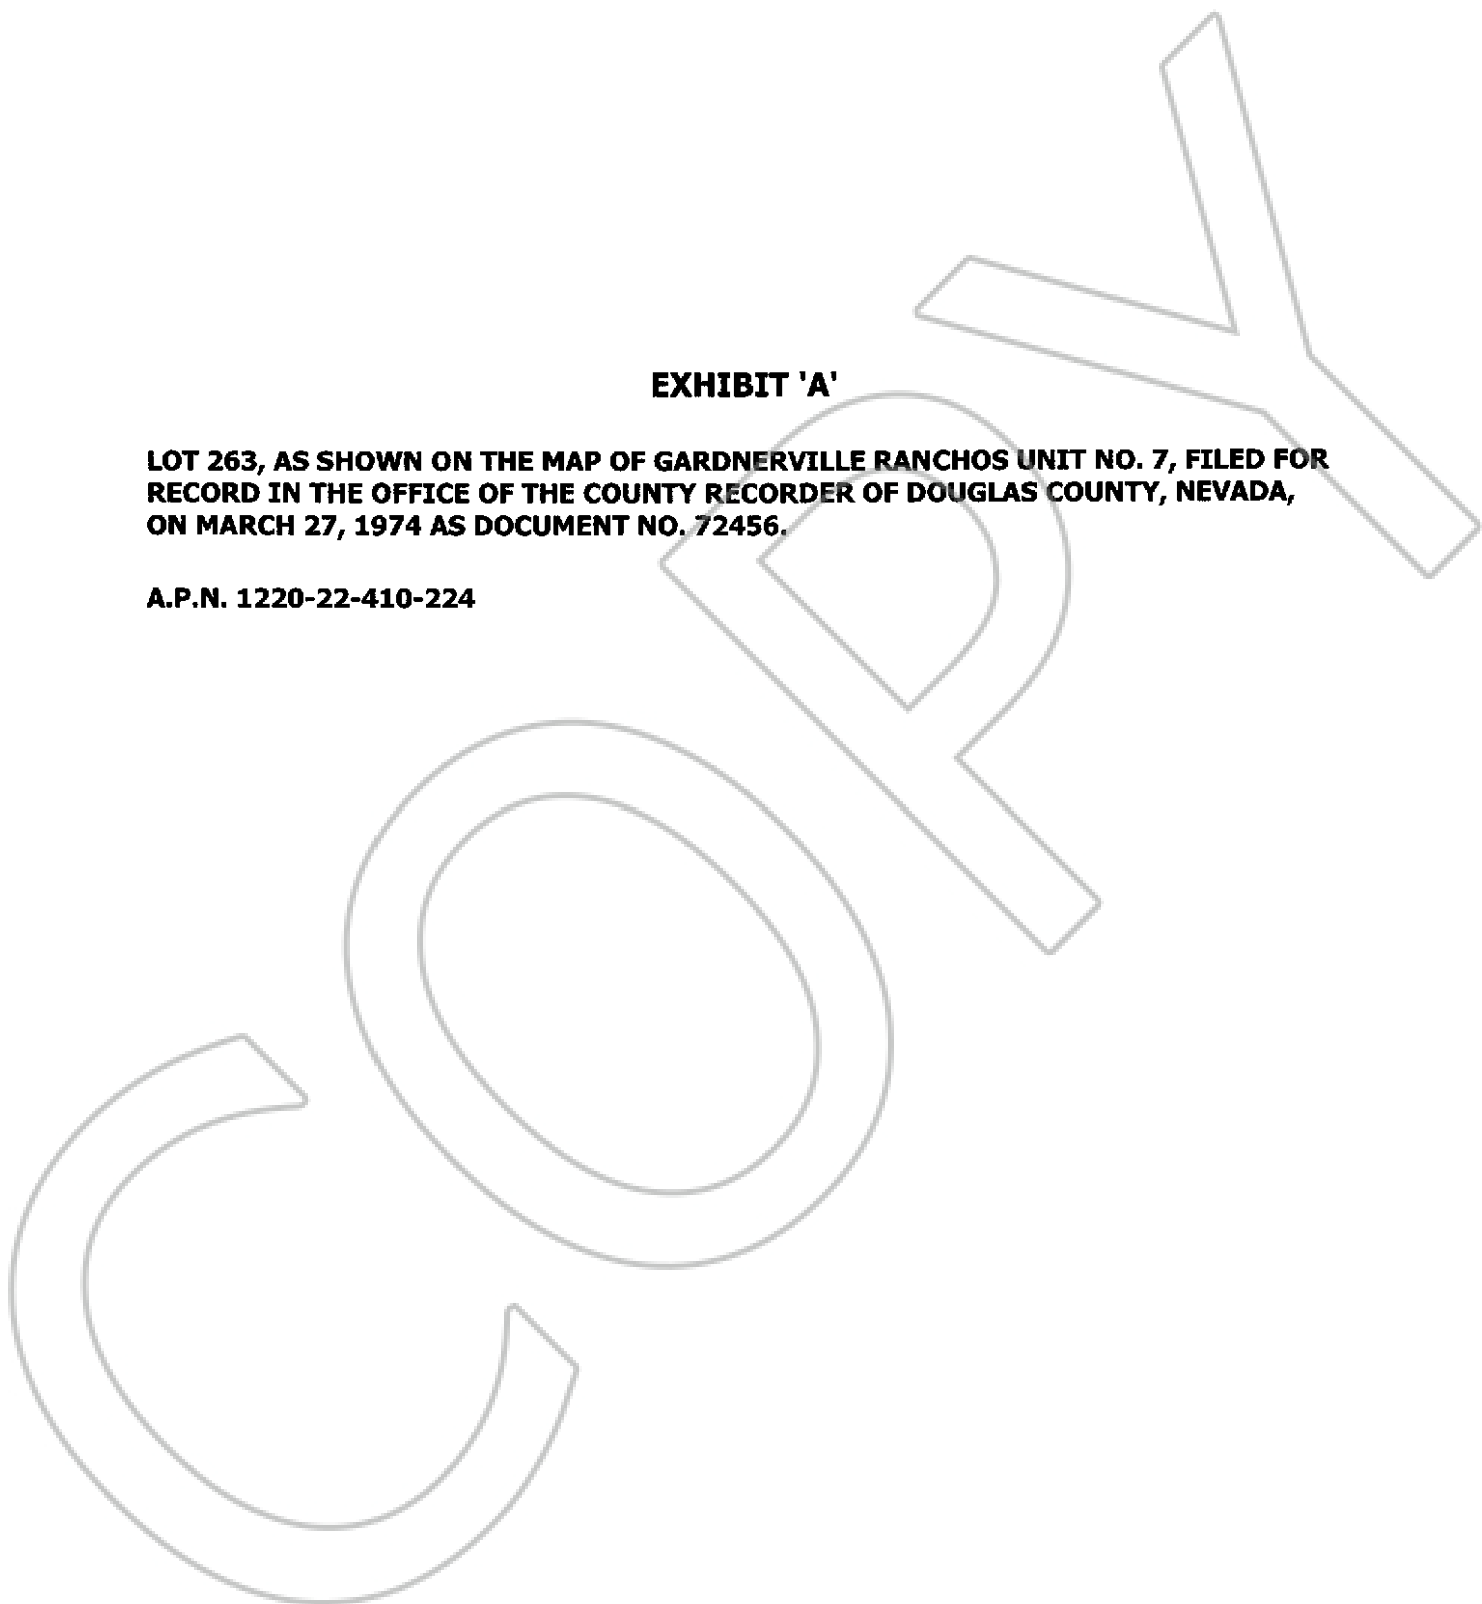 EXHIBIT 'A'
LOT 263, AS SHOWN ON THE MAP OF GARDNERVILLE RANCHOS UNIT NO. 7, FILED FOR
RECORD IN THE OFFICE OF THE COUNTY RECORDER OF DOUGLAS COUNTY, NEVADA,
ON MARCH 27, 1974 AS DOCUMENT NO. 72456.
A.P.N. 1220-22-410-224
COPY